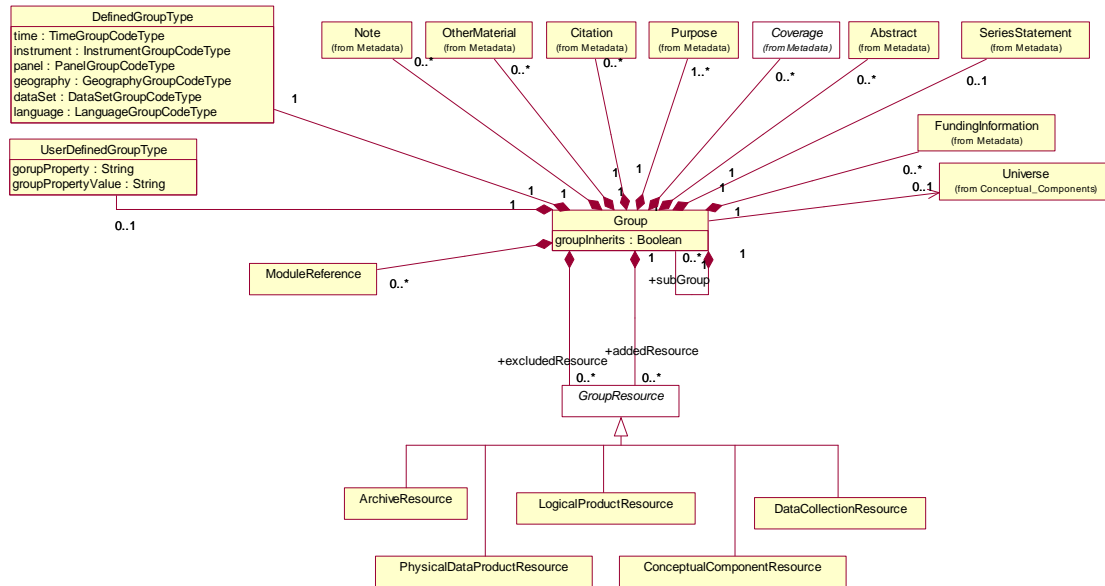 DefinedGroupType
time : TimeGroupCodeType
instrument : InstrumentGroupCodeType
panel : PanelGroupCodeType
geography : GeographyGroupCodeType
dataSet : DataSetGroupCodeType
language : LanguageGroupCodeType
1
Note
(from Metadata)
0..*
OtherMaterial
(from Metadata)
0..*
Citation
(from Metadata)
0..*
Purpose
(from Metadata)
1..*
Coverage
(from Metadata)
0..*
Abstract
(from Metadata)
0..*
SeriesStatement
(from Metadata)
0..1
FundingInformation
(from Metadata)
0..*
UserDefinedGroupType
gorupProperty : String
groupPropertyValue : String
0..1
Universe
(from Conceptual_Components)
0..1
1
1
1
1
1
1
1
1
1
1
1
1
Group
groupInherits : Boolean
1
0..*
1
1
+subGroup
ModuleReference
0..*
+excludedResource
+addedResource
0..*
0..*
GroupResource
ArchiveResource
LogicalProductResource
DataCollectionResource
PhysicalDataProductResource
ConceptualComponentResource